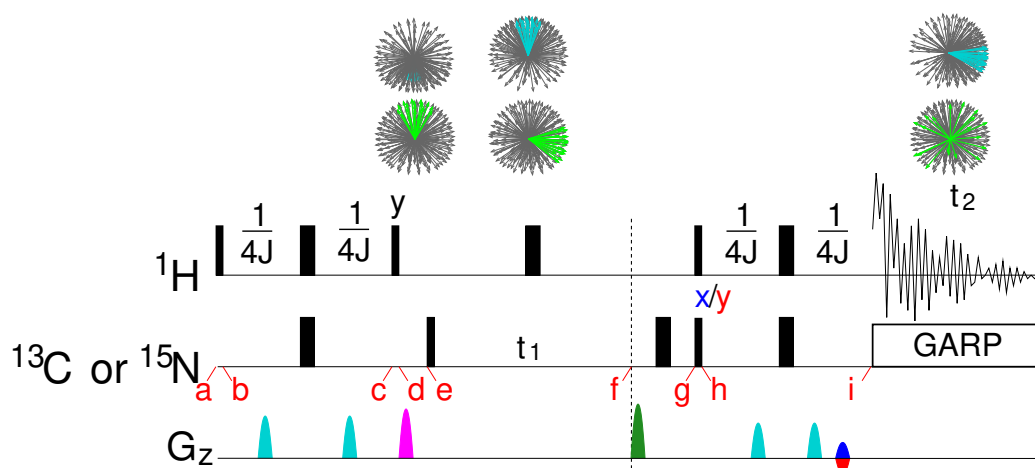 y
1/4J 1/4J 1/4J 1/4J t2
1H
x/y
13C or 15N t1 GARP
a b c d e f g h i
Gz